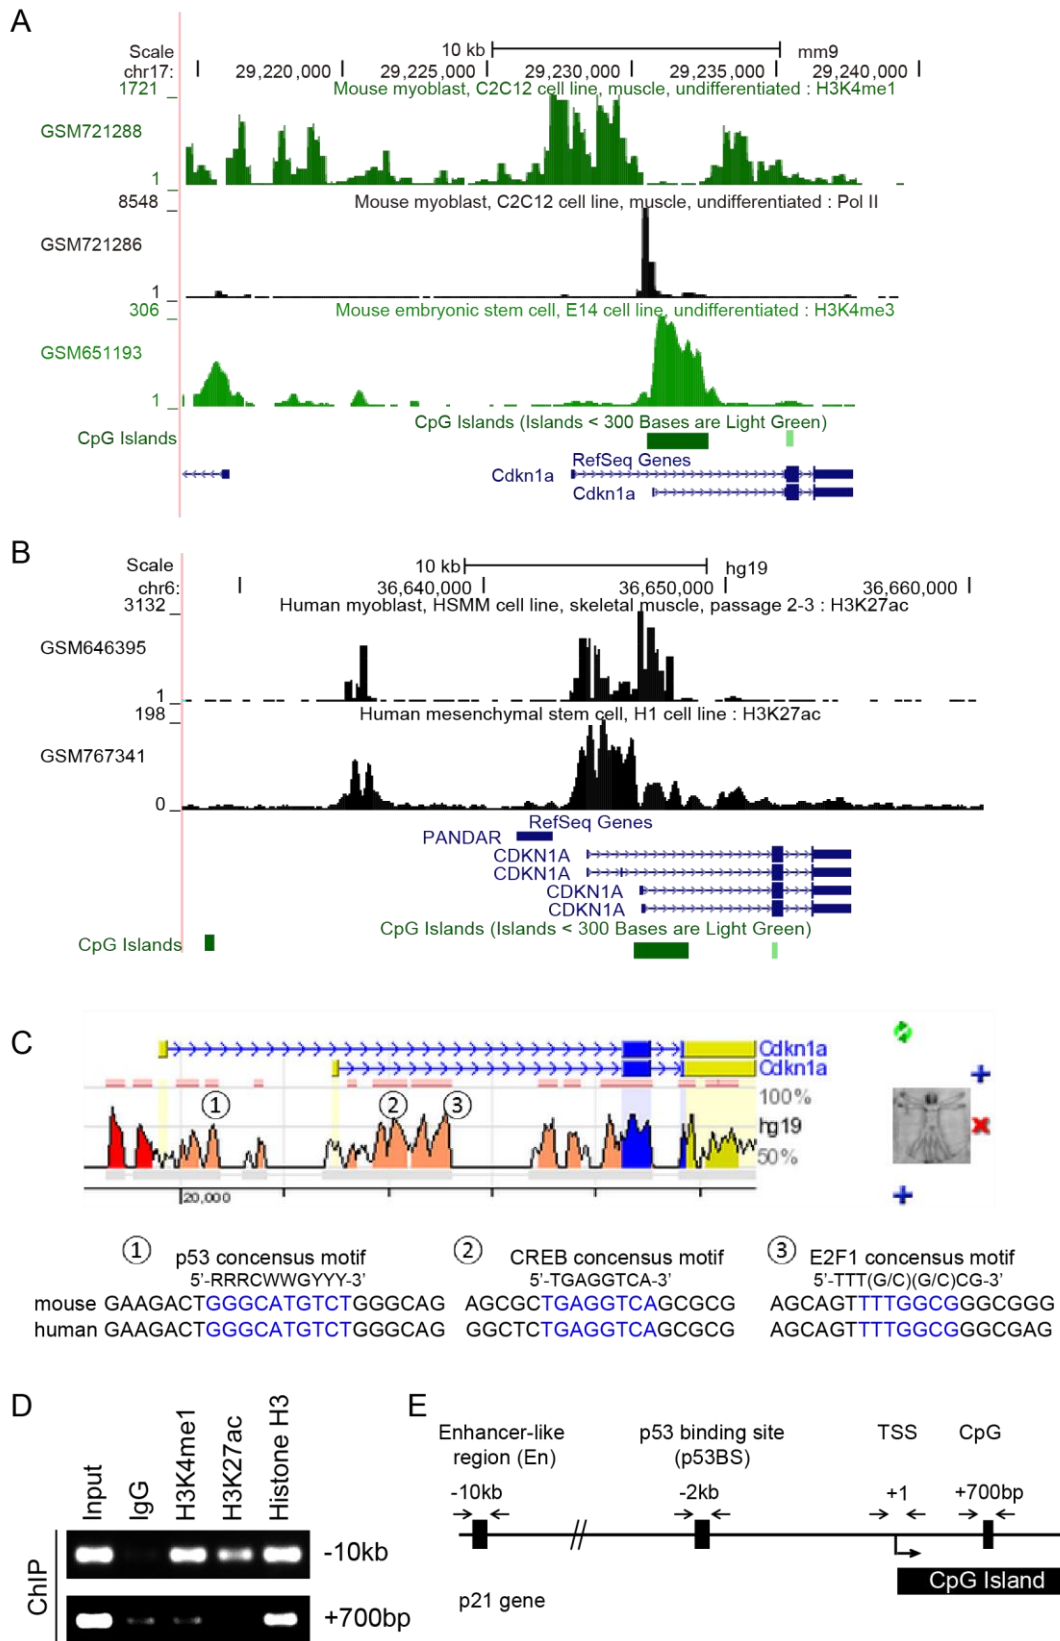 A
Scale 10 kb mm9
chr17: 29,220,000 29,225,000 29,230,000 29,235,000 29,240,000
1721 Mouse myoblast, C2C12 cell line, muscle, undifferentiated : H3K4me1
GSM721288
1
8548 Mouse myoblast, C2C12 cell line, muscle, undifferentiated : Pol II
GSM721286
1
306 Mouse embryonic stem cell, E14 cell line, undifferentiated : H3K4me3
GSM651193
1
CpG Islands (Islands < 300 Bases are Light Green)
CpG Islands
RefSeq Genes
Cdkn1a
Cdkn1a
B
Scale 10 kb hg19
chr6: 36,640,000 36,650,000 36,660,000
3132 Human myoblast, HSMM cell line, skeletal muscle, passage 2-3 : H3K27ac
GSM646395
1
198 Human mesenchymal stem cell, H1 cell line : H3K27ac
GSM767341
0
RefSeq Genes
PANDAR
CDKN1A
CDKN1A
CDKN1A
CDKN1A
CpG Islands (Islands < 300 Bases are Light Green)
CpG Islands
C
Cdkn1a
Cdkn1a
100%
1 2 3
hg19
50%
20,000
1 p53 concensus motif 2 CREB concensus motif 3 E2F1 concensus motif
5'-RRRCWWGYYY-3' 5'-TGAGGTCA-3' 5'-TTT(G/C)(G/C)CG-3'
mouse GAAGACTGGGCATGTCTGGGCAG AGCGCTGAGGTCAGCGCG AGCAGTTTTGGCGGGCGGG
human GAAGACTGGGCATGTCTGGGCAG GGCTCTGAGGTCAGCGCG AGCAGTTTTGGCGGGCGAG
D
Input IgG H3K4me1 H3K27ac Histone H3
ChIP
-10kb
+700bp
E
Enhancer-like region (En) p53 binding site (p53BS) TSS CpG
-10kb -2kb +1 +700bp
//
CpG Island
p21 gene